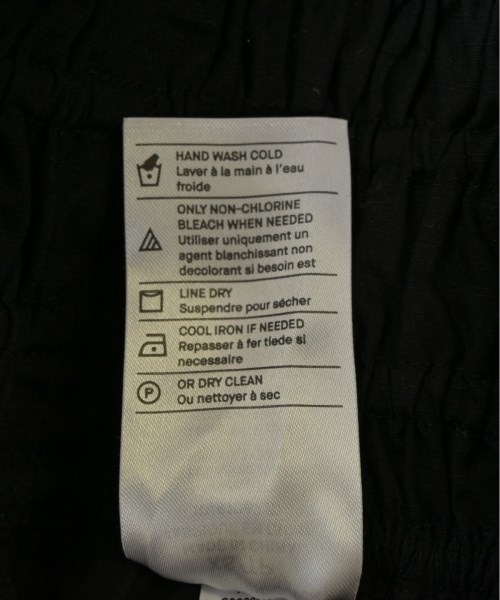 HAND WASH COLD
Laver à la main à l'eau
froide
ONLY NON-CHLORINE
BLEACH WHEN NEEDED
Utiliser uniquement un
agent blanchissant non
decolorant si besoin est
LINE DRY
Suspendre pour sécher
COOL IRON IF NEEDED
Repasser à fer tiede si
necessaire
P
OR DRY CLEAN
Ou nettoyer à sec